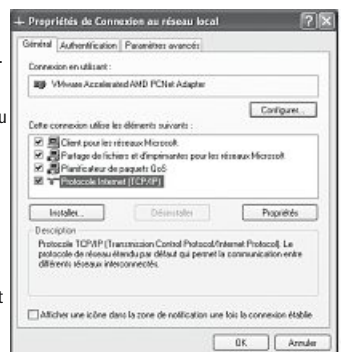 Propriétés de Connexion au réseau local
Général Authentification Paramètres avancés
Connexion en utilisant :
VMware Accelerated AMD PCNet Adapter
Configurer...
Cette connexion utilise les éléments suivants :
Client pour les réseaux Microsoft
Partage de fichiers et d'imprimantes pour les réseaux Microsoft
Planificateur de paquets QoS
Protocole Internet (TCP/IP)
Installer... Désinstaller Propriétés
Description
Protocole TCP/IP (Transmission Control Protocol/Internet Protocol). Le
protocole de réseau étendu par défaut qui permet la communication entre
différents réseaux interconnectés.
Afficher une icône dans la zone de notification une fois la connexion établie
OK Annuler